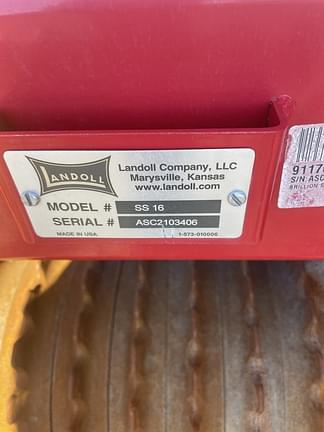 LANDOLL
Landoll Company, LLC
Marysville, Kansas
www.landoll.com
MODEL # SS 16
SERIAL # ASC2103406
MADE IN USA 1-573-010006
9117
S/N ASC
BRILLION